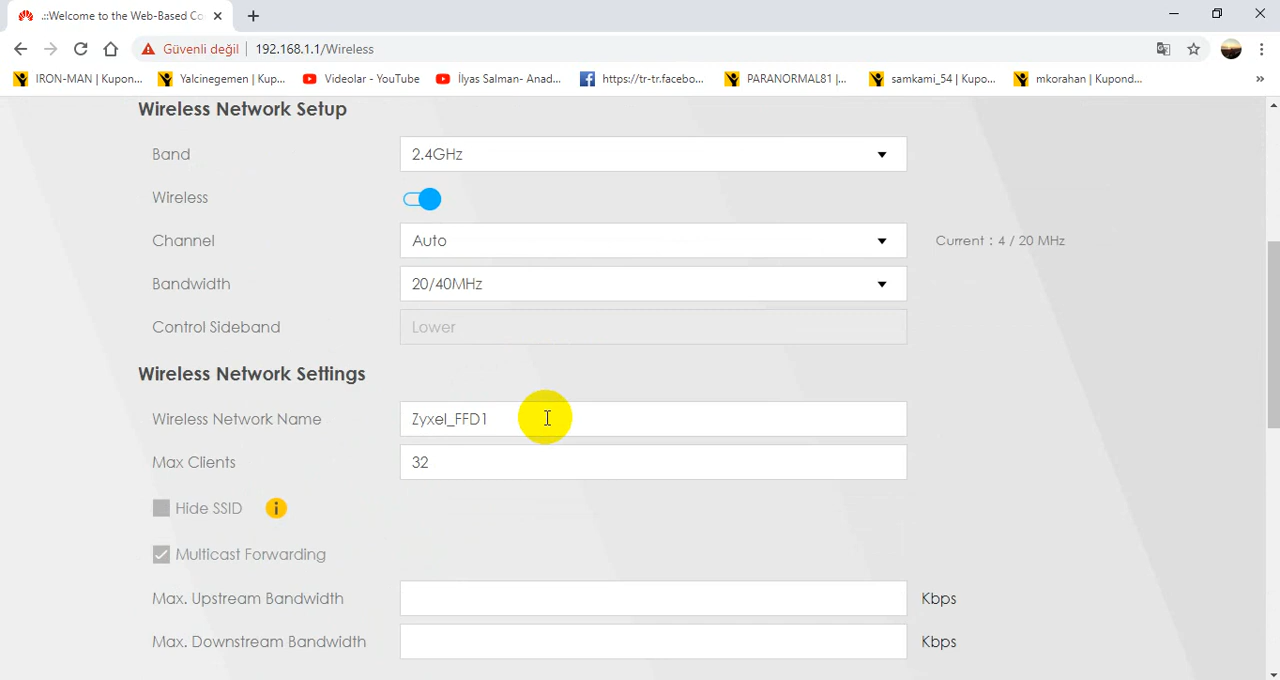 .::Welcome to the Web-Based Co
Güvenli değil 192.168.1.1/Wireless
IRON-MAN | Kupon... Yalcinegemen | Kup... Videolar - YouTube İlyas Salman- Anad... https://tr-tr.facebo... PARANORMAL81 |... samkami_54 | Kupo... mkorahan | Kupond... »
Wireless Network Setup
Band 2.4GHz
Wireless
Channel Auto Current : 4 / 20 MHz
Bandwidth 20/40MHz
Control Sideband Lower
Wireless Network Settings
Wireless Network Name Zyxel_FFD1
Max Clients 32
Hide SSID i
Multicast Forwarding
Max. Upstream Bandwidth Kbps
Max. Downstream Bandwidth Kbps